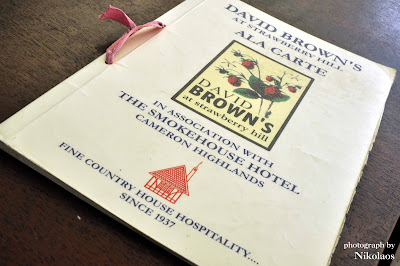 DAVID BROWN'S
AT STRAWBERRY HILL
ALA CARTE
DAVID
BROWN'S
at strawberry hill
IN ASSOCIATION WITH
THE SMOKEHOUSE HOTEL
CAMERON HIGHLANDS
FINE COUNTRY HOUSE HOSPITALITY....
SINCE 1937
photograph by
Nikolaos